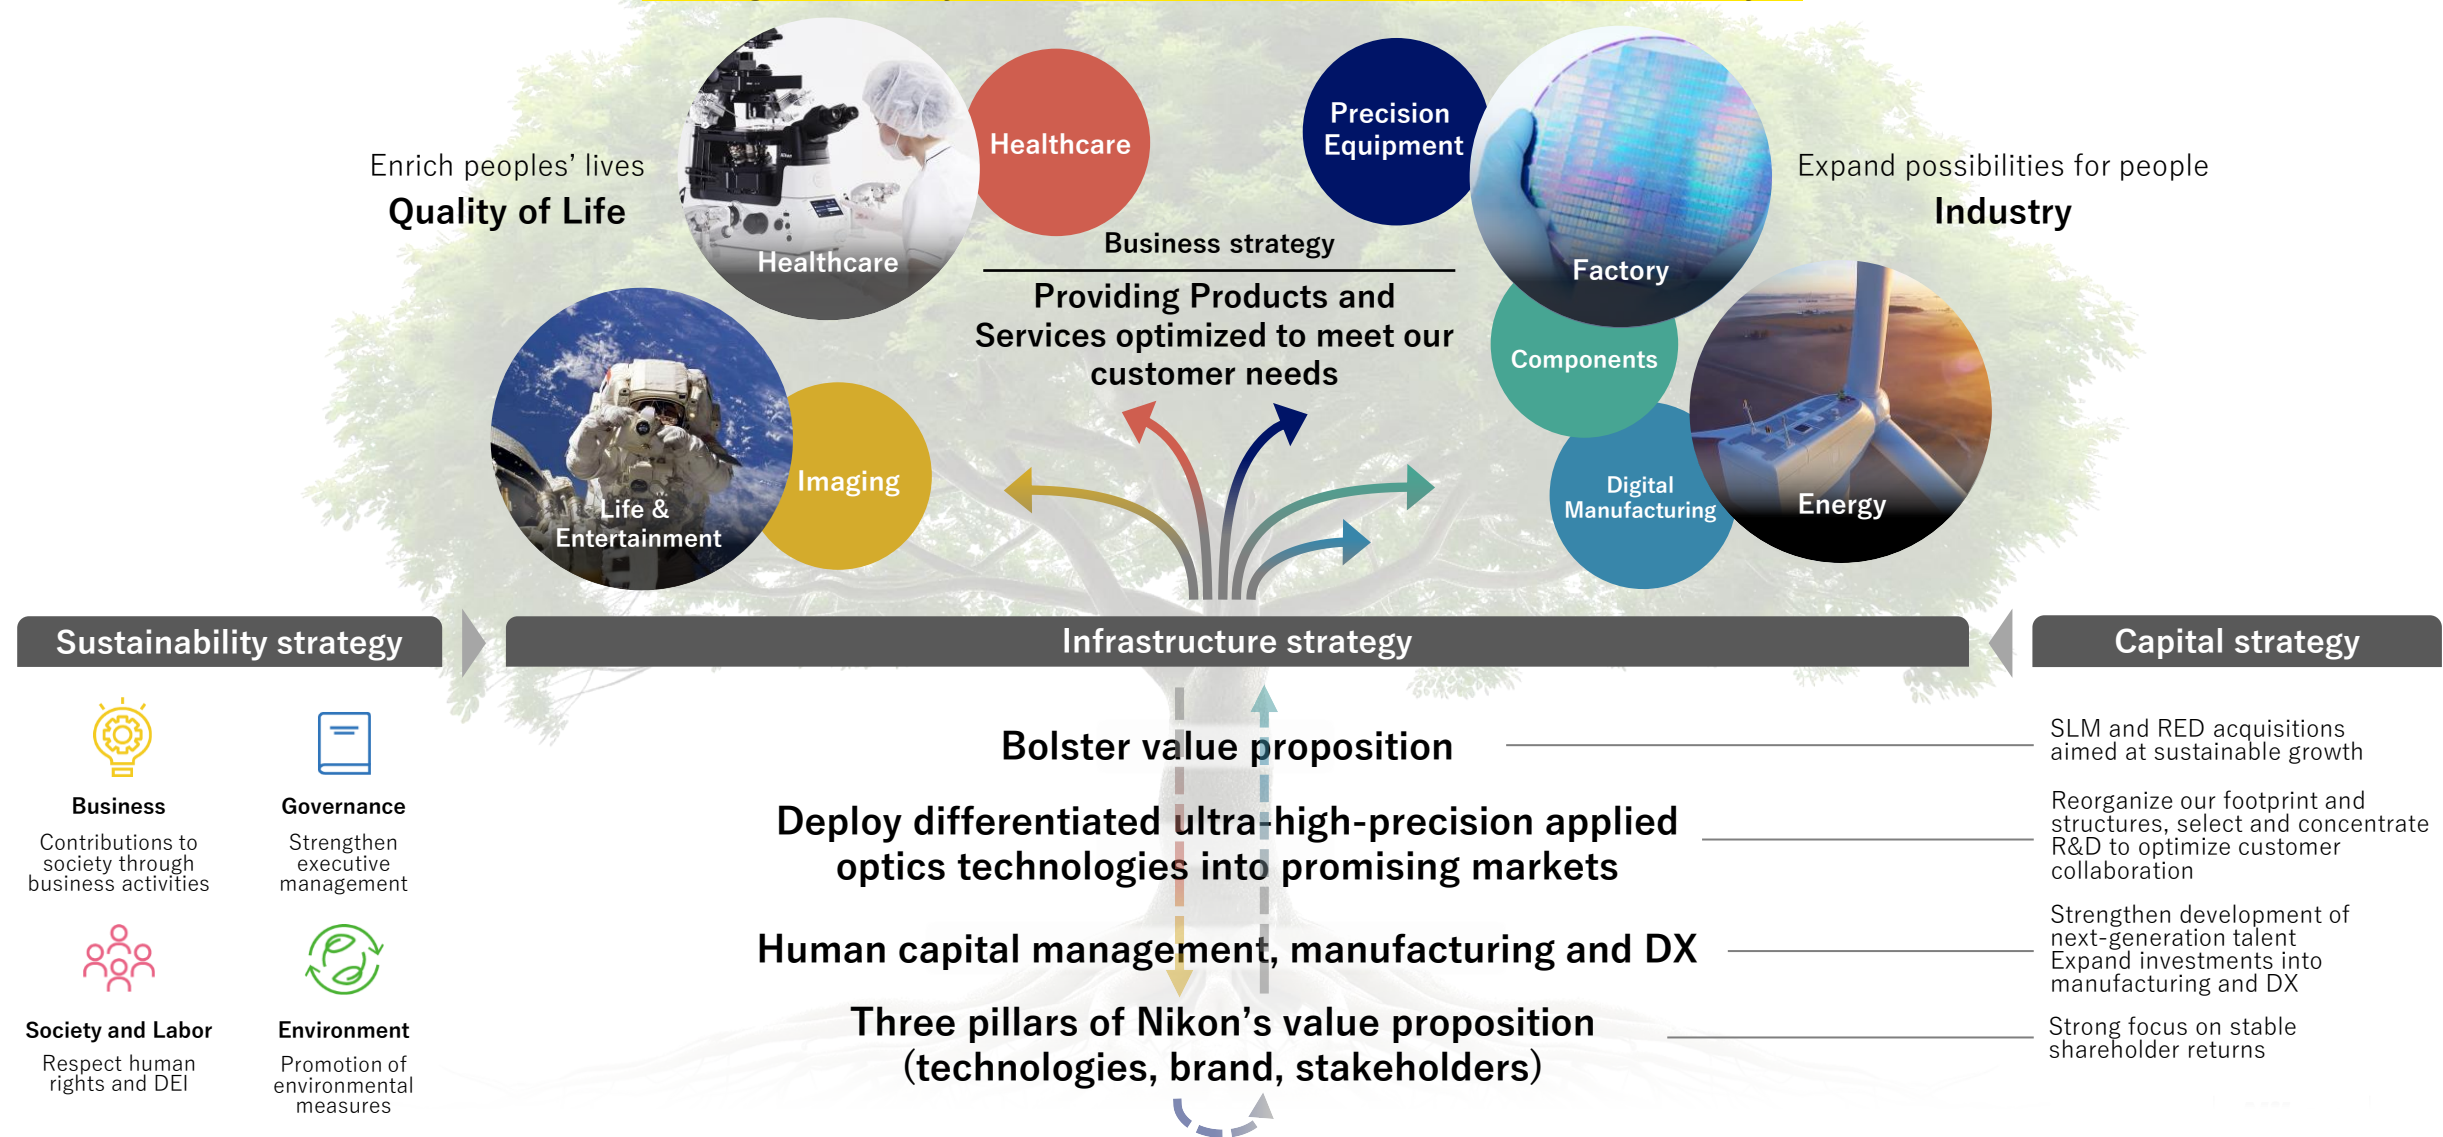 Enrich peoples’ lives
Quality of Life
Healthcare
Healthcare
Precision
Equipment
Factory
Expand possibilities for people
Industry
Business strategy
Providing Products and
Services optimized to meet our
customer needs
Life &
Entertainment
Imaging
Components
Digital
Manufacturing
Energy
Sustainability strategy
Infrastructure strategy
Capital strategy
Business
Contributions to
society through
business activities
Governance
Strengthen
executive
management
Society and Labor
Respect human
rights and DEI
Environment
Promotion of
environmental
measures
Bolster value proposition
Deploy differentiated ultra-high-precision applied
optics technologies into promising markets
Human capital management, manufacturing and DX
Three pillars of Nikon’s value proposition
(technologies, brand, stakeholders)
SLM and RED acquisitions
aimed at sustainable growth
Reorganize our footprint and
structures, select and concentrate
R&D to optimize customer
collaboration
Strengthen development of
next-generation talent
Expand investments into
manufacturing and DX
Strong focus on stable
shareholder returns